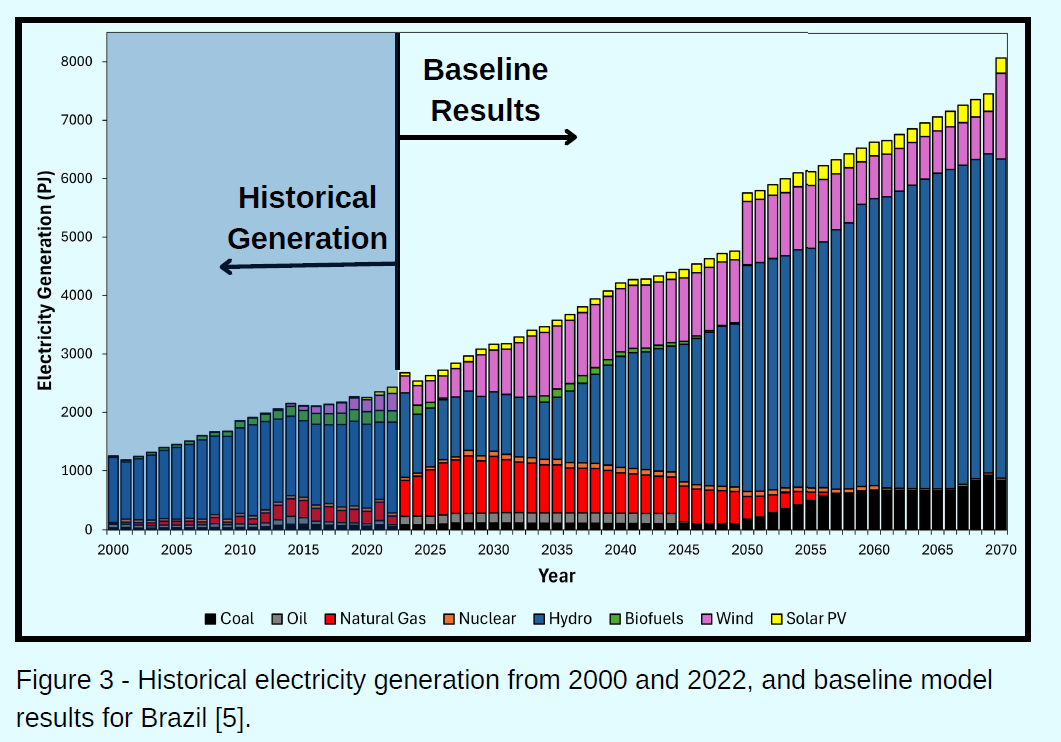 Baseline
Results
Historical
Generation
Electricity Generation (PJ)
8000
7000
6000
5000
4000
3000
2000
1000
0
2000 2005 2010 2015 2020 2025 2030 2035 2040 2045 2050 2055 2060 2065 2070
Year
Coal Oil Natural Gas Nuclear Hydro Biofuels Wind Solar PV
Figure 3 - Historical electricity generation from 2000 and 2022, and baseline model
results for Brazil [5].